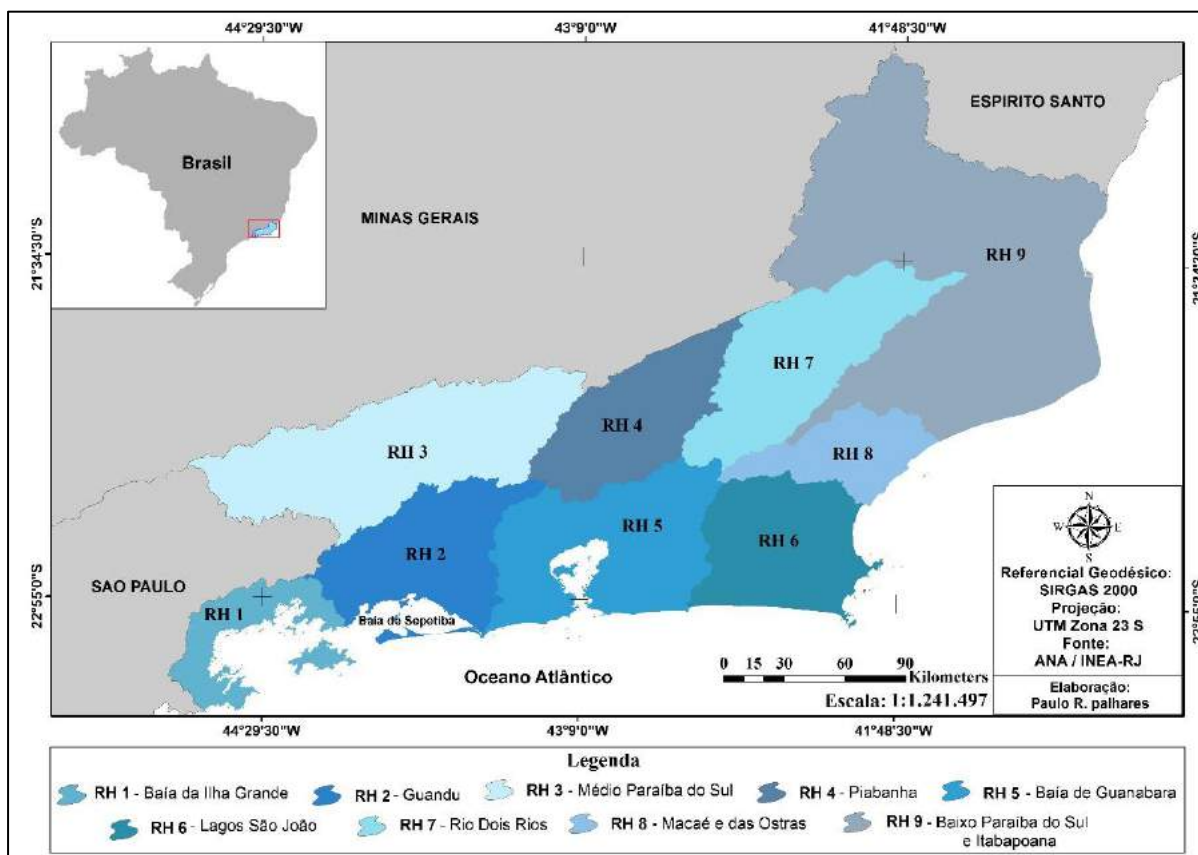 44°29'30"W
43°9'0"W
41°48'30"W
ESPIRITO SANTO
Brasil
MINAS GERAIS
21°34'30"S
21°34'30"S
RH 9
RH 7
RH 4
RH 3
RH 8
RH 5
RH 6
RH 2
SAO PAULO
RH 1
22°55'0"S
22°55'0"S
Baía de Sepetiba
Oceano Atlântico
0 15 30 60 90
Kilometers
Escala: 1:1.241.497
N
W E
S
Referencial Geodésico:
SIRGAS 2000
Projeção:
UTM Zona 23 S
Fonte:
ANA / INEA-RJ
Elaboração:
Paulo R. palhares
44°29'30"W
43°9'0"W
41°48'30"W
Legenda
RH 1 - Baía da Ilha Grande
RH 2 - Guandu
RH 3 - Médio Paraíba do Sul
RH 4 - Piabanha
RH 5 - Baía de Guanabara
RH 6 - Lagos São João
RH 7 - Rio Dois Rios
RH 8 - Macaé e das Ostras
RH 9 - Baixo Paraíba do Sul
e Itabapoana